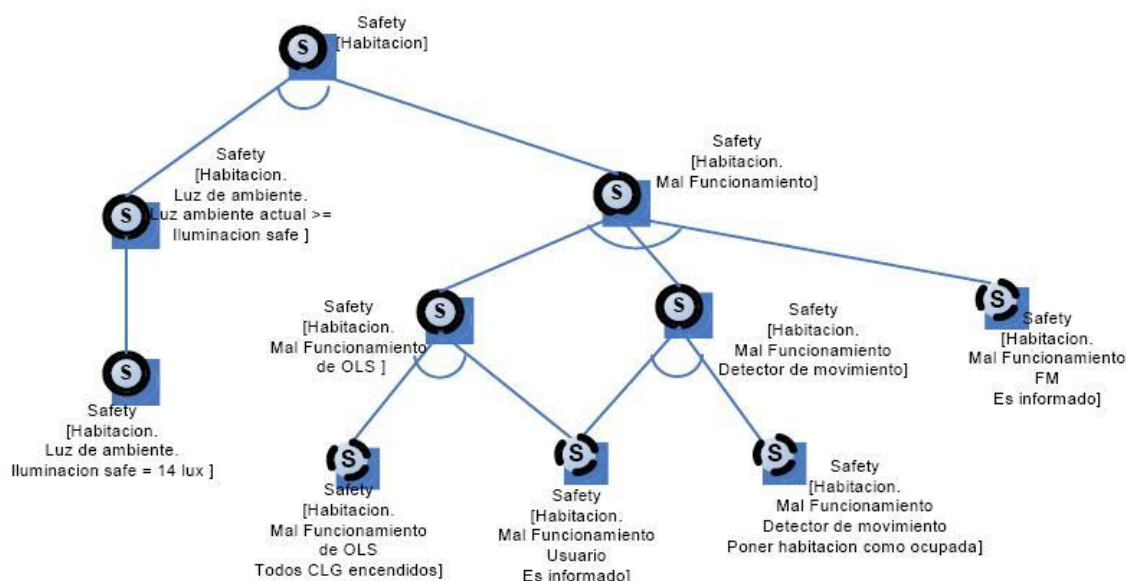 Safety
[Habitacion]
S
Safety
[Habitacion.
Luz de ambiente.
Luz ambiente actual >=
Iluminacion safe ]
S
Safety
[Habitacion.
Mal Funcionamiento]
S
Safety
[Habitacion.
Mal Funcionamiento
de OLS ]
S
Safety
[Habitacion.
Mal Funcionamiento
Detector de movimiento]
S
S
Safety
[Habitacion.
Mal Funcionamiento
FM
Es informado]
S
Safety
[Habitacion.
Luz de ambiente.
Iluminacion safe = 14 lux ]
S
Safety
[Habitacion.
Mal Funcionamiento
de OLS
Todos CLG encendidos]
S
Safety
[Habitacion.
Mal Funcionamiento
Usuario
Es informado]
S
Safety
[Habitacion.
Mal Funcionamiento
Detector de movimiento
Poner habitacion como ocupada]